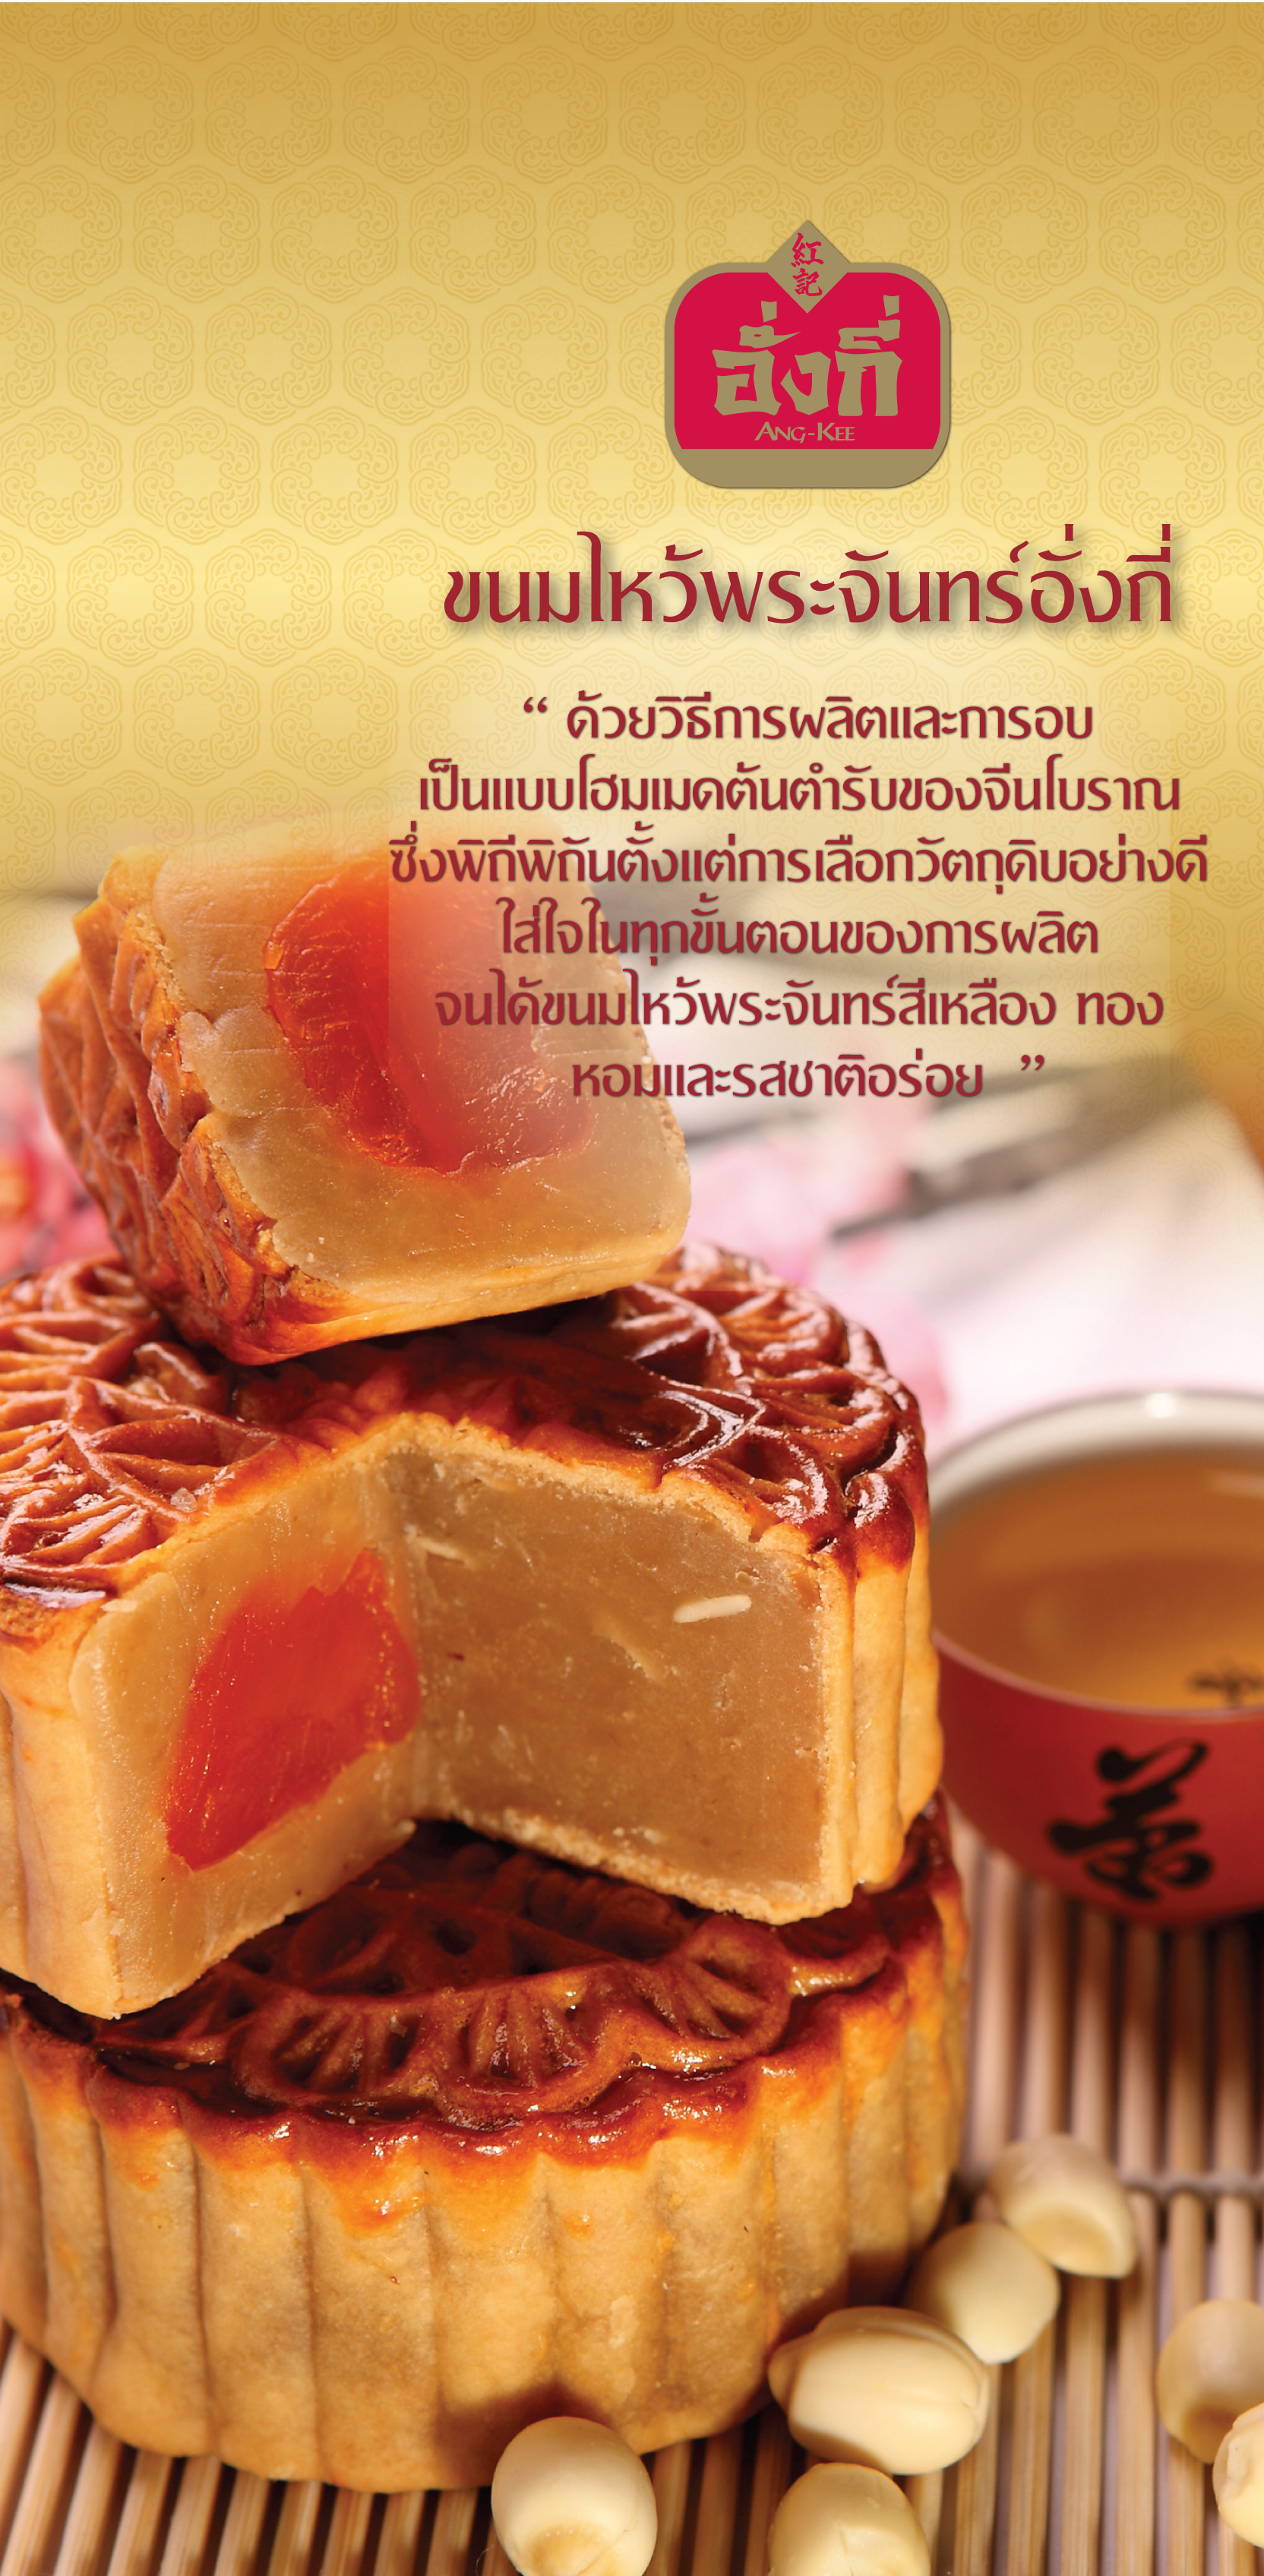 紅記
อั่งกี่
ANG-KEE
ขนมไหว้พระจันทร์อั่งกี่
“ ด้วยวิธีการผลิตและการอบ
เป็นแบบโฮมเมดต้นตำรับของจีนโบราณ
ซึ่งพิถีพิถันตั้งแต่การเลือกวัตถุดิบอย่างดี
ใส่ใจในทุกขั้นตอนของการผลิต
จนได้ขนมไหว้พระจันทร์สีเหลือง ทอง
หอมและรสชาติอร่อย ”